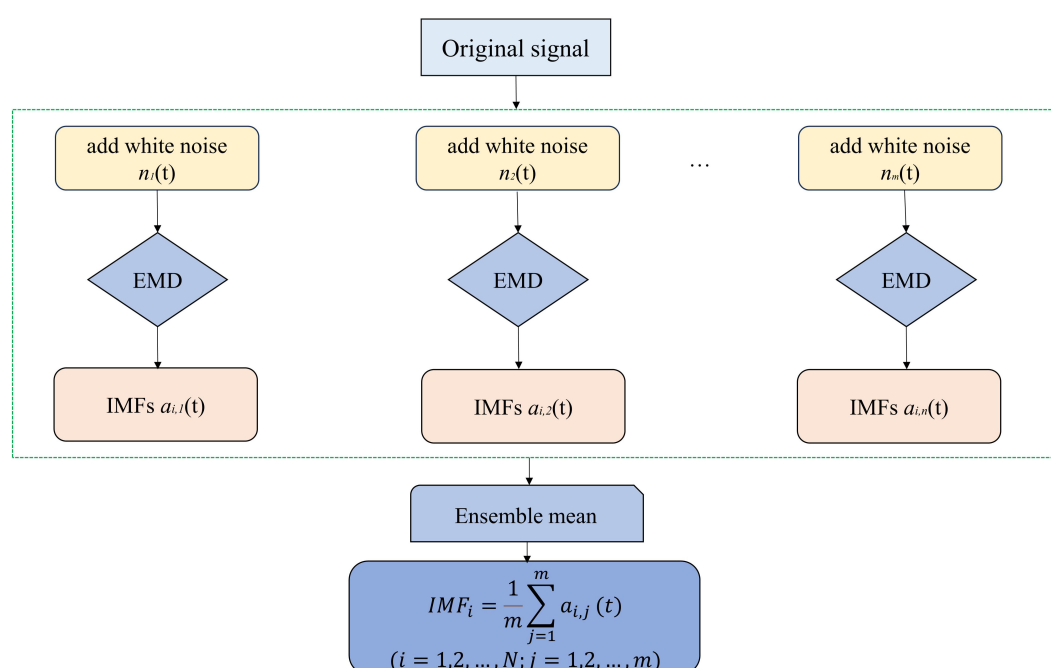 Original signal
add white noise
n₁(t)
add white noise
n₂(t)
...
add white noise
nₘ(t)
EMD
EMD
EMD
IMFs aᵢ,₁(t)
IMFs aᵢ,₂(t)
IMFs aᵢ,ₙ(t)
Ensemble mean
IMFᵢ = 1/m ∑_{j=1}^{m} aᵢ,ⱼ (t)
(i = 1,2, ..., N; j = 1,2, ..., m)